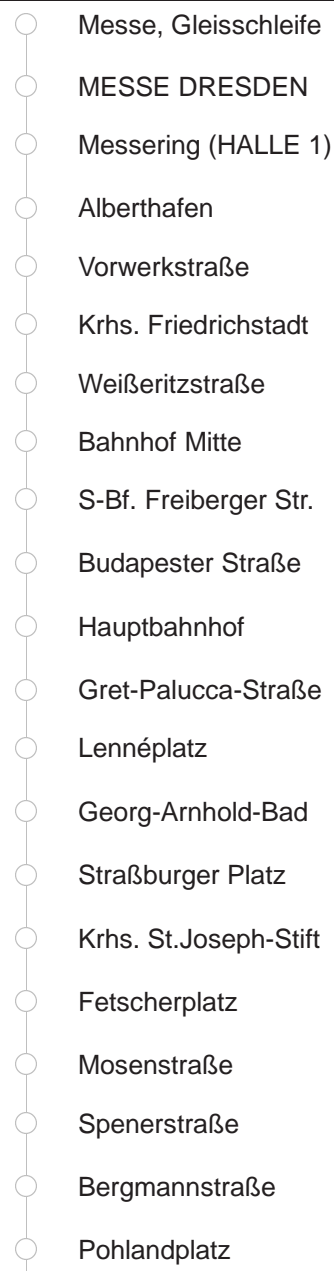 Messe, Gleisschleife
MESSE DRESDEN
Messering (HALLE 1)
Alberthafen
Vorwerkstraße
Krhs. Friedrichstadt
Weißeritzstraße
Bahnhof Mitte
S-Bf. Freiberger Str.
Budapester Straße
Hauptbahnhof
Gret-Palucca-Straße
Lennéplatz
Georg-Arnhold-Bad
Straßburger Platz
Krhs. St.Joseph-Stift
Fetscherplatz
Mosenstraße
Spenerstraße
Bergmannstraße
Pohlandplatz